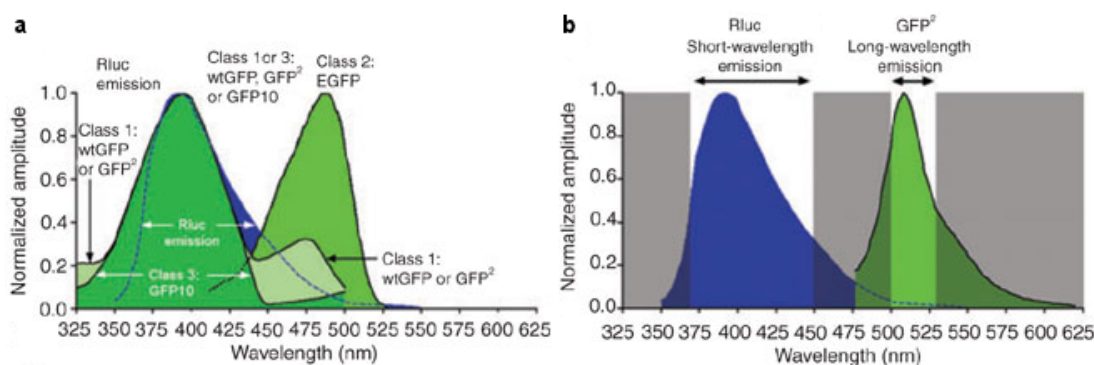 a
Rluc
emission
Class 1or 3:
wtGFP, GFP²
or GFP10
Class 2:
EGFP
Class 1:
wtGFP
or GFP²
Rluc
emission
Class 3:
GFP10
Class 1:
wtGFP or GFP²
Normalized amplitude
1.0
0.8
0.6
0.4
0.2
0.0
325 350 375 400 425 450 475 500 525 550 575 600 625
Wavelength (nm)
b
Rluc
Short-wavelength
emission
GFP²
Long-wavelength
emission
Normalized amplitude
1.0
0.8
0.6
0.4
0.2
0.0
325 350 375 400 425 450 475 500 525 550 575 600 625
Wavelength (nm)